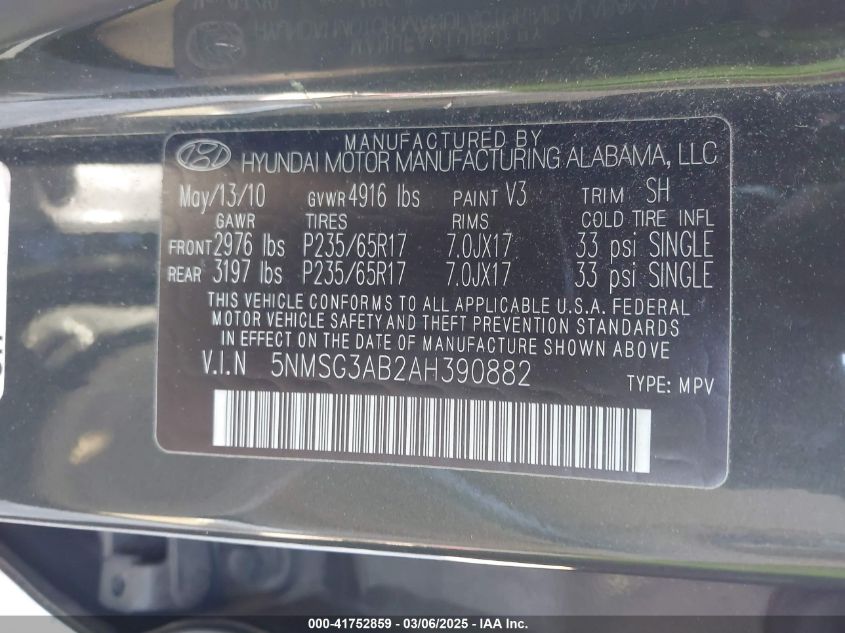 MANUFACTURED BY
HYUNDAI MOTOR MANUFACTURING ALABAMA, LLC
May/13/10 GVWR 4916 lbs PAINT V3 TRIM SH
GAWR TIRES RIMS COLD TIRE INFL
FRONT 2976 lbs P235/65R17 7.0JX17 33 psi SINGLE
REAR 3197 lbs P235/65R17 7.0JX17 33 psi SINGLE
THIS VEHICLE CONFORMS TO ALL APPLICABLE U.S.A. FEDERAL
MOTOR VEHICLE SAFETY AND THEFT PREVENTION STANDARDS
IN EFFECT ON THE DATE OF MANUFACTURE SHOWN ABOVE
V.I.N 5NMSG3AB2AH390882
TYPE: MPV
000-41752859 - 03/06/2025 - IAA Inc.